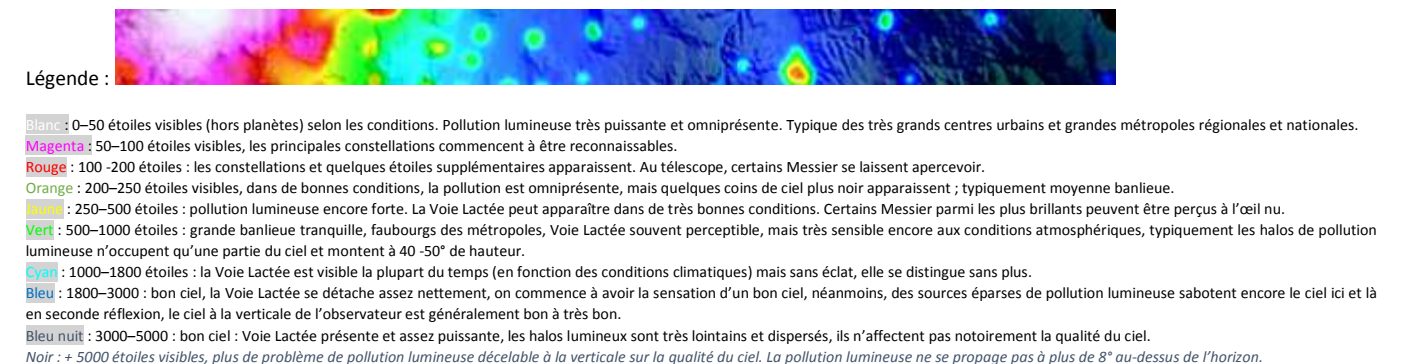 Légende :
Blanc : 0–50 étoiles visibles (hors planètes) selon les conditions. Pollution lumineuse très puissante et omniprésente. Typique des très grands centres urbains et grandes métropoles régionales et nationales.
Magenta : 50–100 étoiles visibles, les principales constellations commencent à être reconnaissables.
Rouge : 100 -200 étoiles : les constellations et quelques étoiles supplémentaires apparaissent. Au télescope, certains Messier se laissent apercevoir.
Orange : 200–250 étoiles visibles, dans de bonnes conditions, la pollution est omniprésente, mais quelques coins de ciel plus noir apparaissent ; typiquement moyenne banlieue.
Jaune : 250–500 étoiles : pollution lumineuse encore forte. La Voie Lactée peut apparaître dans de très bonnes conditions. Certains Messier parmi les plus brillants peuvent être perçus à l’œil nu.
Vert : 500–1000 étoiles : grande banlieue tranquille, faubourgs des métropoles, Voie Lactée souvent perceptible, mais très sensible encore aux conditions atmosphériques, typiquement les halos de pollution
lumineuse n’occupent qu’une partie du ciel et montent à 40 -50° de hauteur.
Cyan : 1000–1800 étoiles : la Voie Lactée est visible la plupart du temps (en fonction des conditions climatiques) mais sans éclat, elle se distingue sans plus.
Bleu : 1800–3000 : bon ciel, la Voie Lactée se détache assez nettement, on commence à avoir la sensation d’un bon ciel, néanmoins, des sources éparses de pollution lumineuse sabotent encore le ciel ici et là
en seconde réflexion, le ciel à la verticale de l’observateur est généralement bon à très bon.
Bleu nuit : 3000–5000 : bon ciel : Voie Lactée présente et assez puissante, les halos lumineux sont très lointains et dispersés, ils n’affectent pas notoirement la qualité du ciel.
Noir : + 5000 étoiles visibles, plus de problème de pollution lumineuse décelable à la verticale sur la qualité du ciel. La pollution lumineuse ne se propage pas à plus de 8° au-dessus de l’horizon.